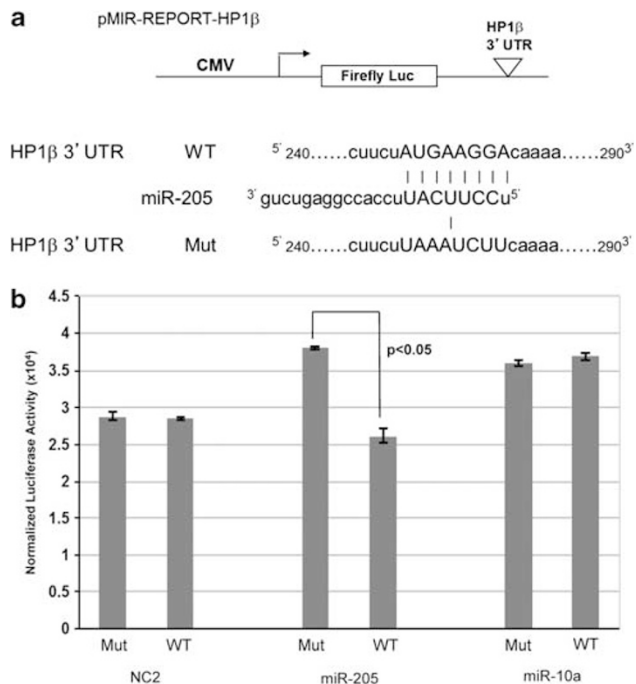 a
pMIR-REPORT-HP1β
HP1β
3' UTR
CMV
Firefly Luc
HP1β 3' UTR WT 5' 240......cuucuAUGAAGGAcaaaa......290 3'
miR-205 3' gucugaggccaccuUACUUCCu 5'
HP1β 3' UTR Mut 5' 240......cuucuUAAAUCUUcaaaa......290 3'
b
Normalized Luciferase Activity (x10⁴)
4.5
4
3.5
3
2.5
2
1.5
1
0.5
0
p<0.05
Mut WT Mut WT Mut WT
NC2 miR-205 miR-10a